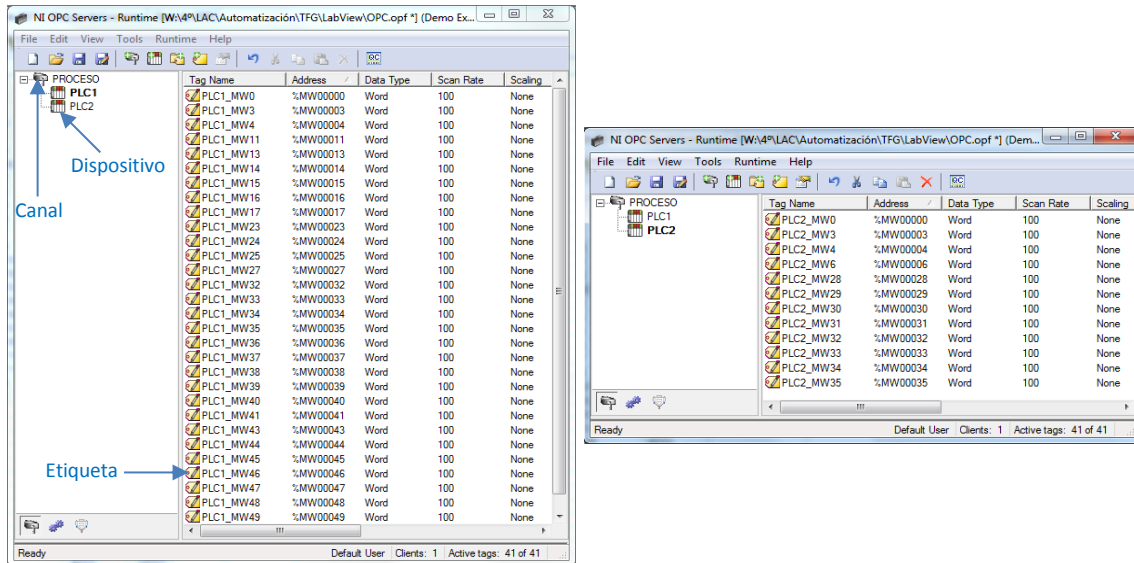 NI OPC Servers - Runtime [W:\4º\LAC\Automatización\TFG\LabView\OPC.opf *] (Demo Ex...
File Edit View Tools Runtime Help
PROCESO
PLC1
PLC2
Dispositivo
Canal
Etiqueta
Tag Name Address Data Type Scan Rate Scaling
PLC1_MW0 %MW00000 Word 100 None
PLC1_MW3 %MW00003 Word 100 None
PLC1_MW4 %MW00004 Word 100 None
PLC1_MW11 %MW00011 Word 100 None
PLC1_MW13 %MW00013 Word 100 None
PLC1_MW14 %MW00014 Word 100 None
PLC1_MW15 %MW00015 Word 100 None
PLC1_MW16 %MW00016 Word 100 None
PLC1_MW17 %MW00017 Word 100 None
PLC1_MW23 %MW00023 Word 100 None
PLC1_MW24 %MW00024 Word 100 None
PLC1_MW25 %MW00025 Word 100 None
PLC1_MW27 %MW00027 Word 100 None
PLC1_MW32 %MW00032 Word 100 None
PLC1_MW33 %MW00033 Word 100 None
PLC1_MW34 %MW00034 Word 100 None
PLC1_MW35 %MW00035 Word 100 None
PLC1_MW36 %MW00036 Word 100 None
PLC1_MW37 %MW00037 Word 100 None
PLC1_MW38 %MW00038 Word 100 None
PLC1_MW39 %MW00039 Word 100 None
PLC1_MW40 %MW00040 Word 100 None
PLC1_MW41 %MW00041 Word 100 None
PLC1_MW43 %MW00043 Word 100 None
PLC1_MW44 %MW00044 Word 100 None
PLC1_MW45 %MW00045 Word 100 None
PLC1_MW46 %MW00046 Word 100 None
PLC1_MW47 %MW00047 Word 100 None
PLC1_MW48 %MW00048 Word 100 None
PLC1_MW49 %MW00049 Word 100 None
Ready Default User Clients: 1 Active tags: 41 of 41
NI OPC Servers - Runtime [W:\4º\LAC\Automatización\TFG\LabView\OPC.opf *] (Dem...
File Edit View Tools Runtime Help
PROCESO
PLC1
PLC2
Tag Name Address Data Type Scan Rate Scaling
PLC2_MW0 %MW00000 Word 100 None
PLC2_MW3 %MW00003 Word 100 None
PLC2_MW4 %MW00004 Word 100 None
PLC2_MW6 %MW00006 Word 100 None
PLC2_MW28 %MW00028 Word 100 None
PLC2_MW29 %MW00029 Word 100 None
PLC2_MW30 %MW00030 Word 100 None
PLC2_MW31 %MW00031 Word 100 None
PLC2_MW32 %MW00032 Word 100 None
PLC2_MW33 %MW00033 Word 100 None
PLC2_MW34 %MW00034 Word 100 None
PLC2_MW35 %MW00035 Word 100 None
Ready Default User Clients: 1 Active tags: 41 of 41